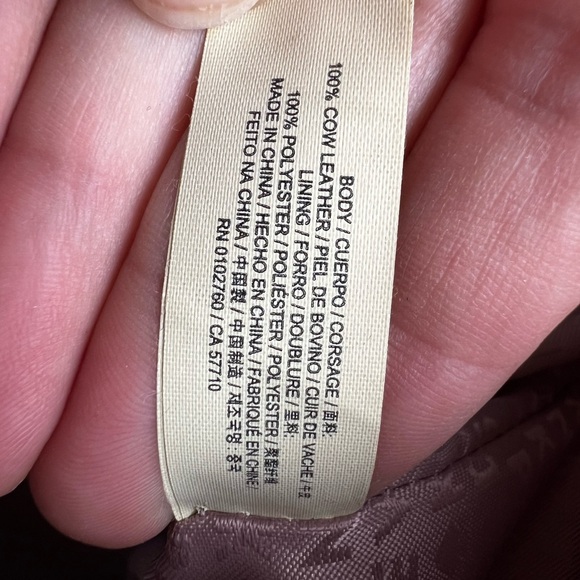 BODY / CUERPO / CORSAGE / 面料:
100% COW LEATHER / PIEL DE BOVINO / CUIR DE VACHE / 牛皮
LINING / FORRO / DOUBLURE / 里料:
100% POLYESTER / POLIÉSTER / POLYESTER / 聚酯纤维
MADE IN CHINA / HECHO EN CHINA / FABRIQUÉ EN CHINE /
FEITO NA CHINA / 中国製 / 中国制造 / 제조국명: 중국
RN 0102760 / CA 57710